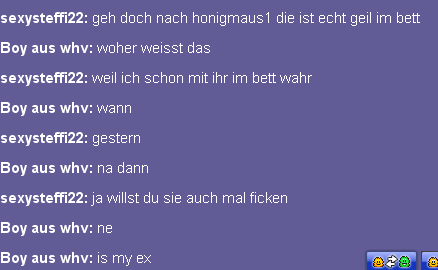 sexysteffi22: geh doch nach honigmaus1 die ist echt geil im bett
Boy aus whv: woher weisst das
sexysteffi22: weil ich schon mit ihr im bett wahr
Boy aus whv: wann
sexysteffi22: gestern
Boy aus whv: na dann
sexysteffi22: ja willst du sie auch mal ficken
Boy aus whv: ne
Boy aus whv: is my ex